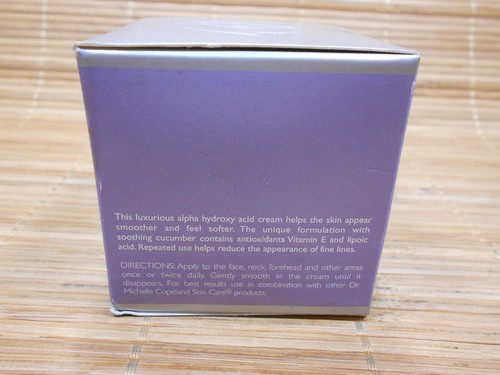 This luxurious alpha hydroxy acid cream helps the skin appear
smoother and feel softer. The unique formulation with
soothing cucumber contains antioxidants Vitamin E and lipoic
acid. Repeated use helps reduce the appearance of fine lines.
DIRECTIONS: Apply to the face, neck, forehead and other areas
once or twice daily. Gently smooth in the cream until it
disappears. For best results use in combination with other Dr.
Michelle Copeland Skin Care® products.